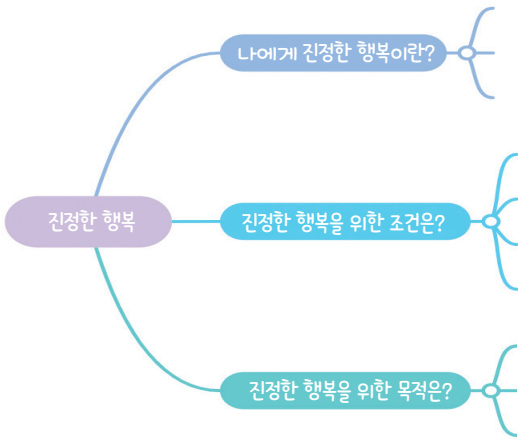 나에게 진정한 행복이란?
진정한 행복
진정한 행복을 위한 조건은?
진정한 행복을 위한 목적은?